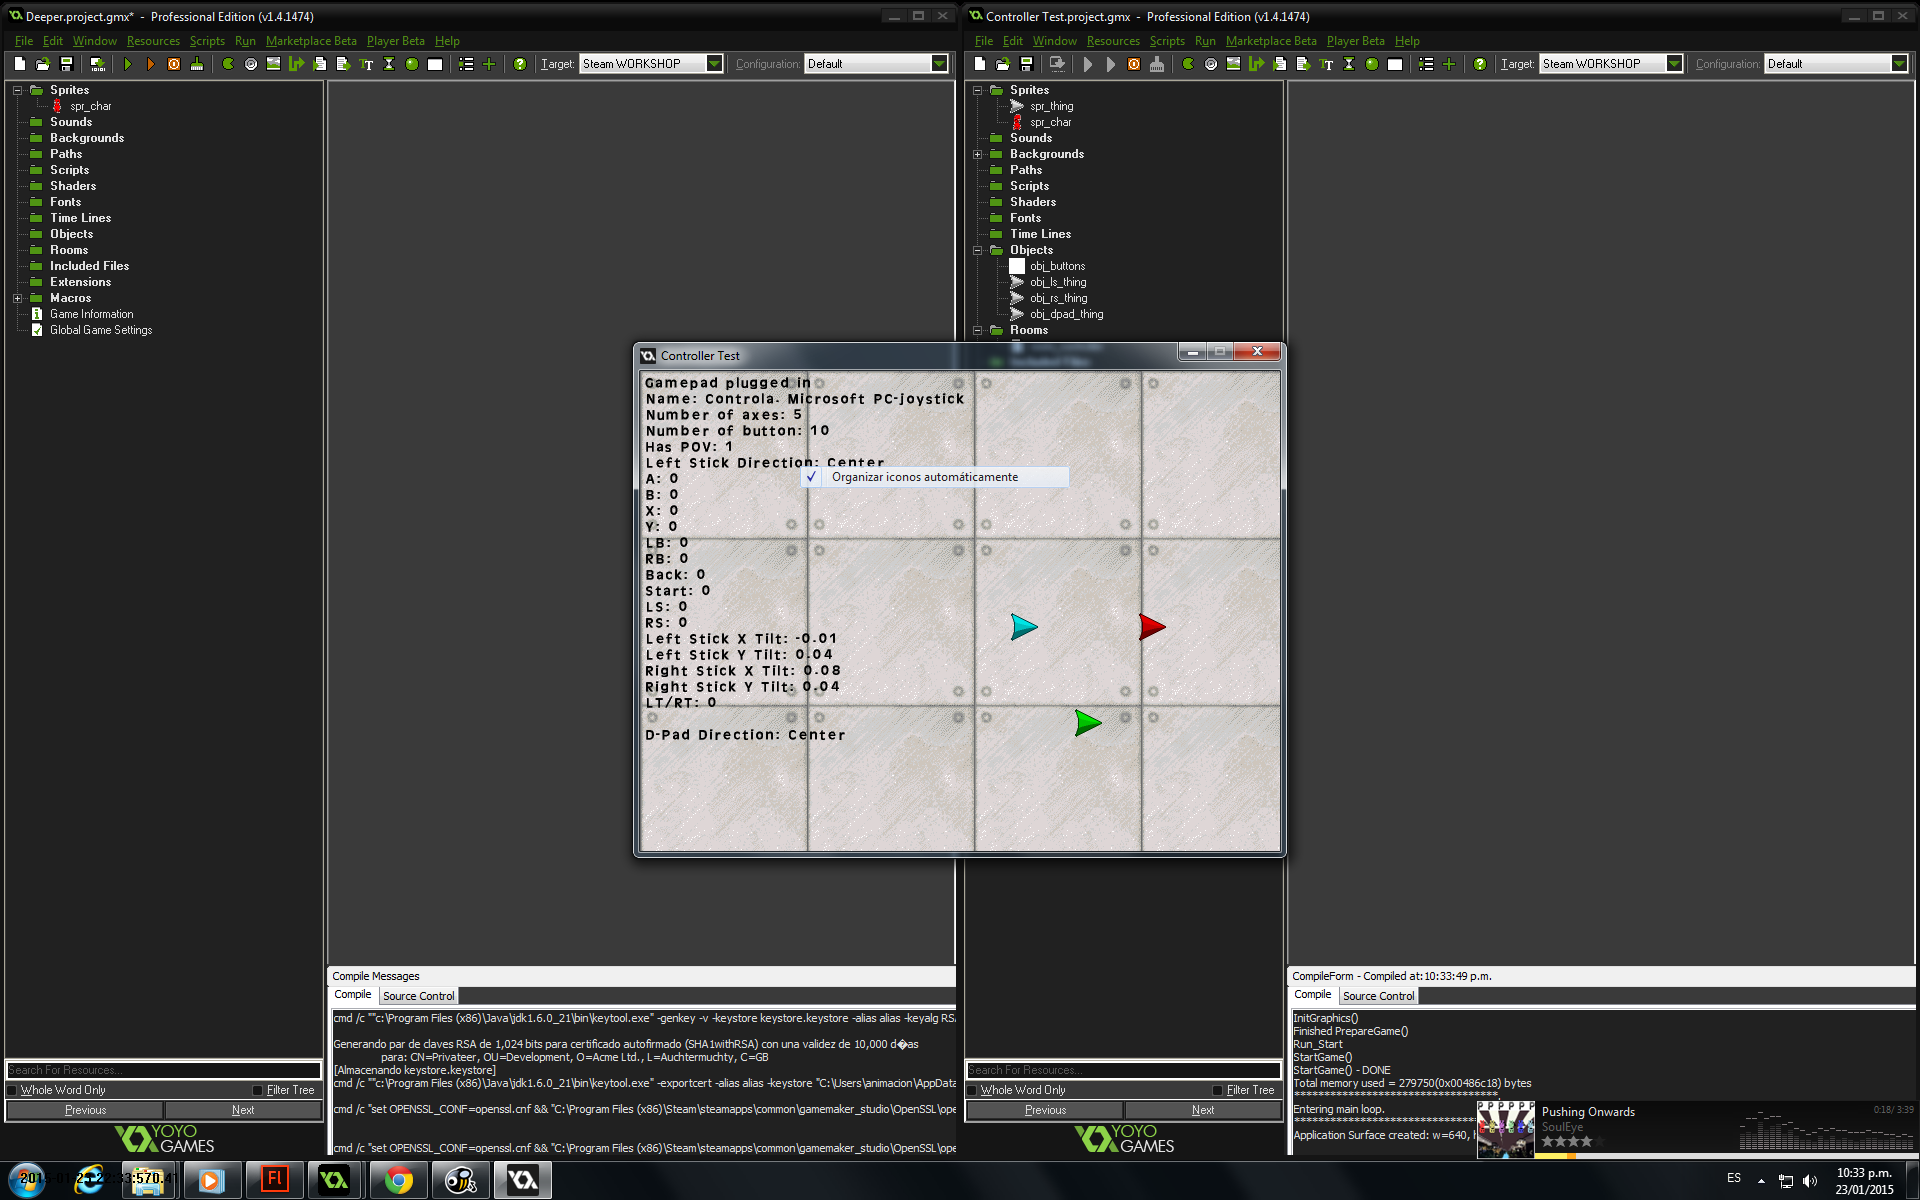 Deeper.project.gmx* - Professional Edition (v1.4.1474)
File Edit Window Resources Scripts Run Marketplace Beta Player Beta Help
Target: Steam WORKSHOP Configuration: Default
Sprites
spr_char
Sounds
Backgrounds
Paths
Scripts
Shaders
Fonts
Time Lines
Objects
Rooms
Included Files
Extensions
Macros
Game Information
Global Game Settings
Search For Resources...
Whole Word Only Filter Tree
Previous Next
YOYO
GAMES
Compile Messages
Compile Source Control
cmd /c ""c:\Program Files (x86)\Java\jdk1.6.0_21\bin\keytool.exe" -genkey -v -keystore keystore.keystore -alias alias -keyalg RS
Generando par de claves RSA de 1,024 bits para certificado autofirmado (SHA1withRSA) con una validez de 10,000 d�as
para: CN=Privateer, OU=Development, O=Acme Ltd., L=Auchtermuchty, C=GB
[Almacenando keystore.keystore]
cmd /c ""c:\Program Files (x86)\Java\jdk1.6.0_21\bin\keytool.exe" -exportcert -alias alias -keystore "C:\Users\animacion\AppData
cmd /c "set OPENSSL_CONF=openssl.cnf && "C:\Program Files (x86)\Steam\steamapps\common\gamemaker_studio\OpenSSL\ope
cmd /c "set OPENSSL_CONF=openssl.cnf && "C:\Program Files (x86)\Steam\steamapps\common\gamemaker_studio\OpenSSL\ope
Controller Test.project.gmx - Professional Edition (v1.4.1474)
File Edit Window Resources Scripts Run Marketplace Beta Player Beta Help
Target: Steam WORKSHOP Configuration: Default
Sprites
spr_thing
spr_char
Sounds
Backgrounds
Paths
Scripts
Shaders
Fonts
Time Lines
Objects
obj_buttons
obj_ls_thing
obj_rs_thing
obj_dpad_thing
Rooms
Controller Test
Gamepad plugged in
Name: Controla. Microsoft PC-joystick
Number of axes: 5
Number of button: 10
Has POV: 1
Left Stick Direction: Center
Organizar iconos automáticamente
A: 0
B: 0
X: 0
Y: 0
LB: 0
RB: 0
Back: 0
Start: 0
LS: 0
RS: 0
Left Stick X Tilt: -0.01
Left Stick Y Tilt: 0.04
Right Stick X Tilt: 0.08
Right Stick Y Tilt: 0.04
LT/RT: 0
D-Pad Direction: Center
Search For Resources...
Whole Word Only Filter Tree
Previous Next
YOYO
GAMES
CompileForm - Compiled at: 10:33:49 p.m.
Compile Source Control
InitGraphics()
Finished PrepareGame()
Run_Start
StartGame()
StartGame() - DONE
Total memory used = 279750(0x00486c18) bytes
***********************************
Entering main loop.
***********************************
Application Surface created: w=640, h
Pushing Onwards 0:18/ 3:39
SoulEye
ES 10:33 p.m.
23/01/2015